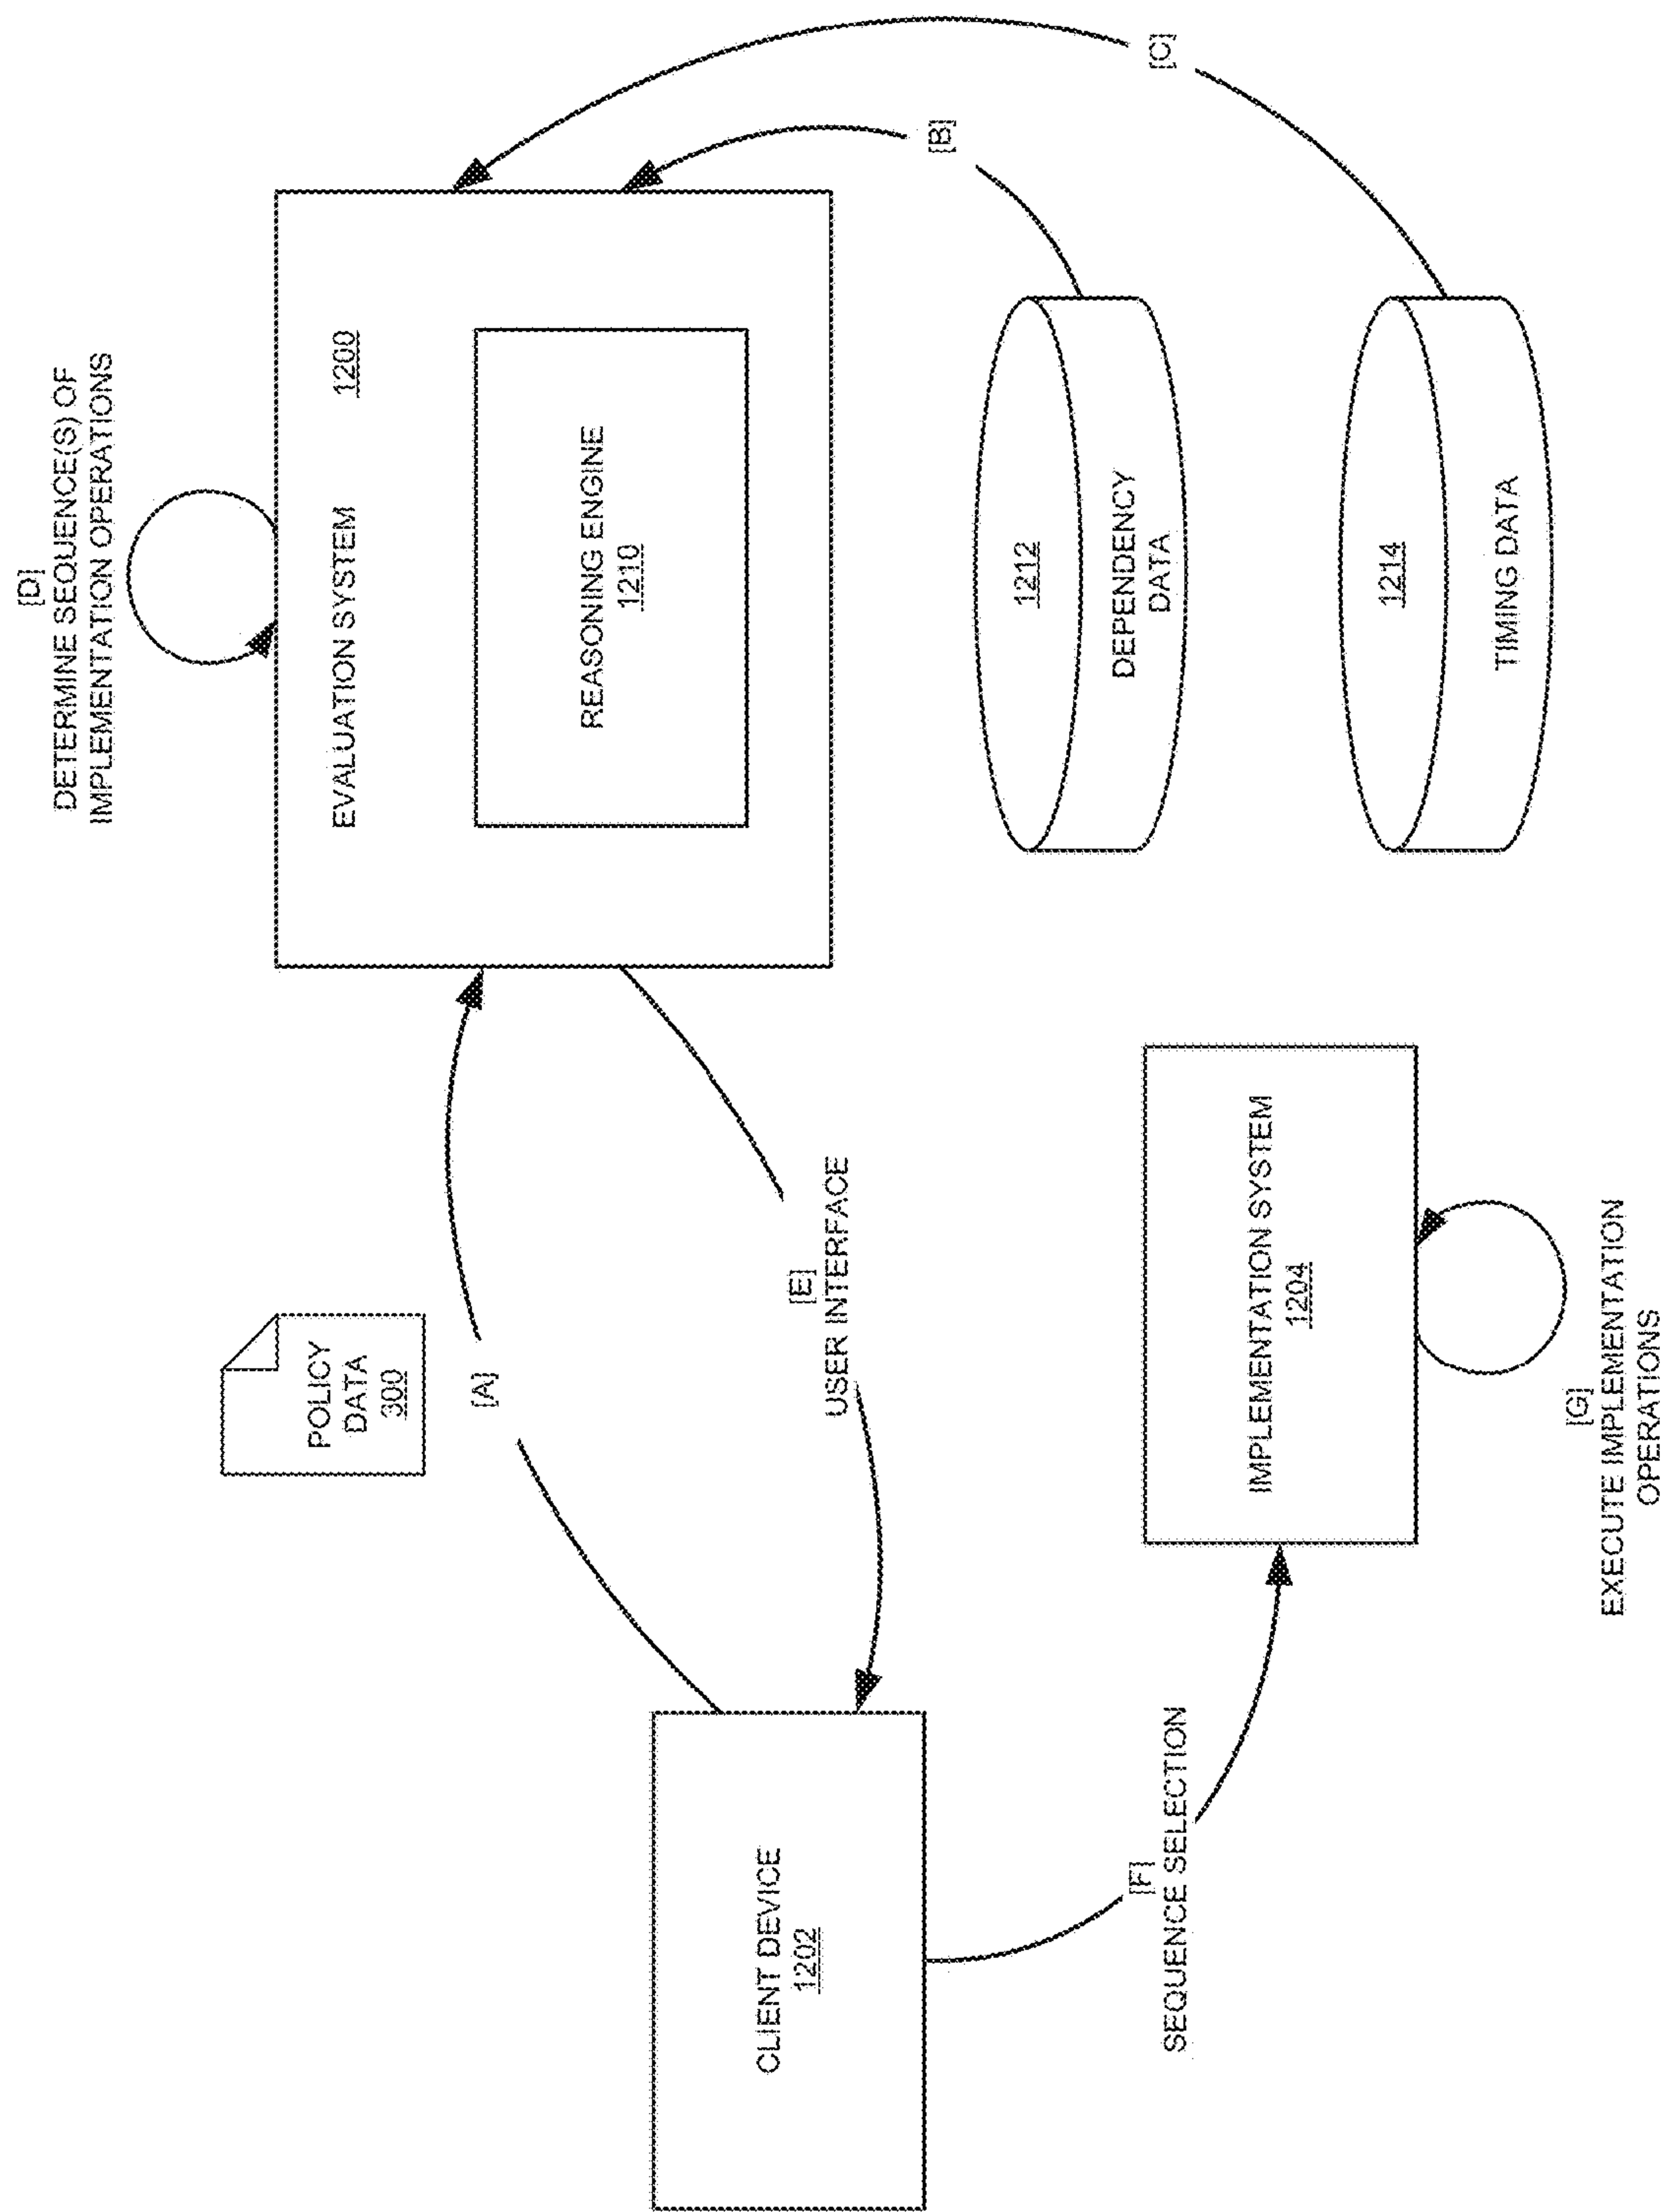 [D]
DETERMINE SEQUENCE(S) OF
IMPLEMENTATION OPERATIONS
POLICY
DATA
300
EVALUATION SYSTEM 1200
[A]
REASONING ENGINE
1210
CLIENT DEVICE
1202
[E]
USER INTERFACE
[B]
1212
DEPENDENCY
DATA
[F]
SEQUENCE SELECTION
[C]
IMPLEMENTATION SYSTEM
1204
1214
TIMING DATA
[G]
EXECUTE IMPLEMENTATION
OPERATIONS